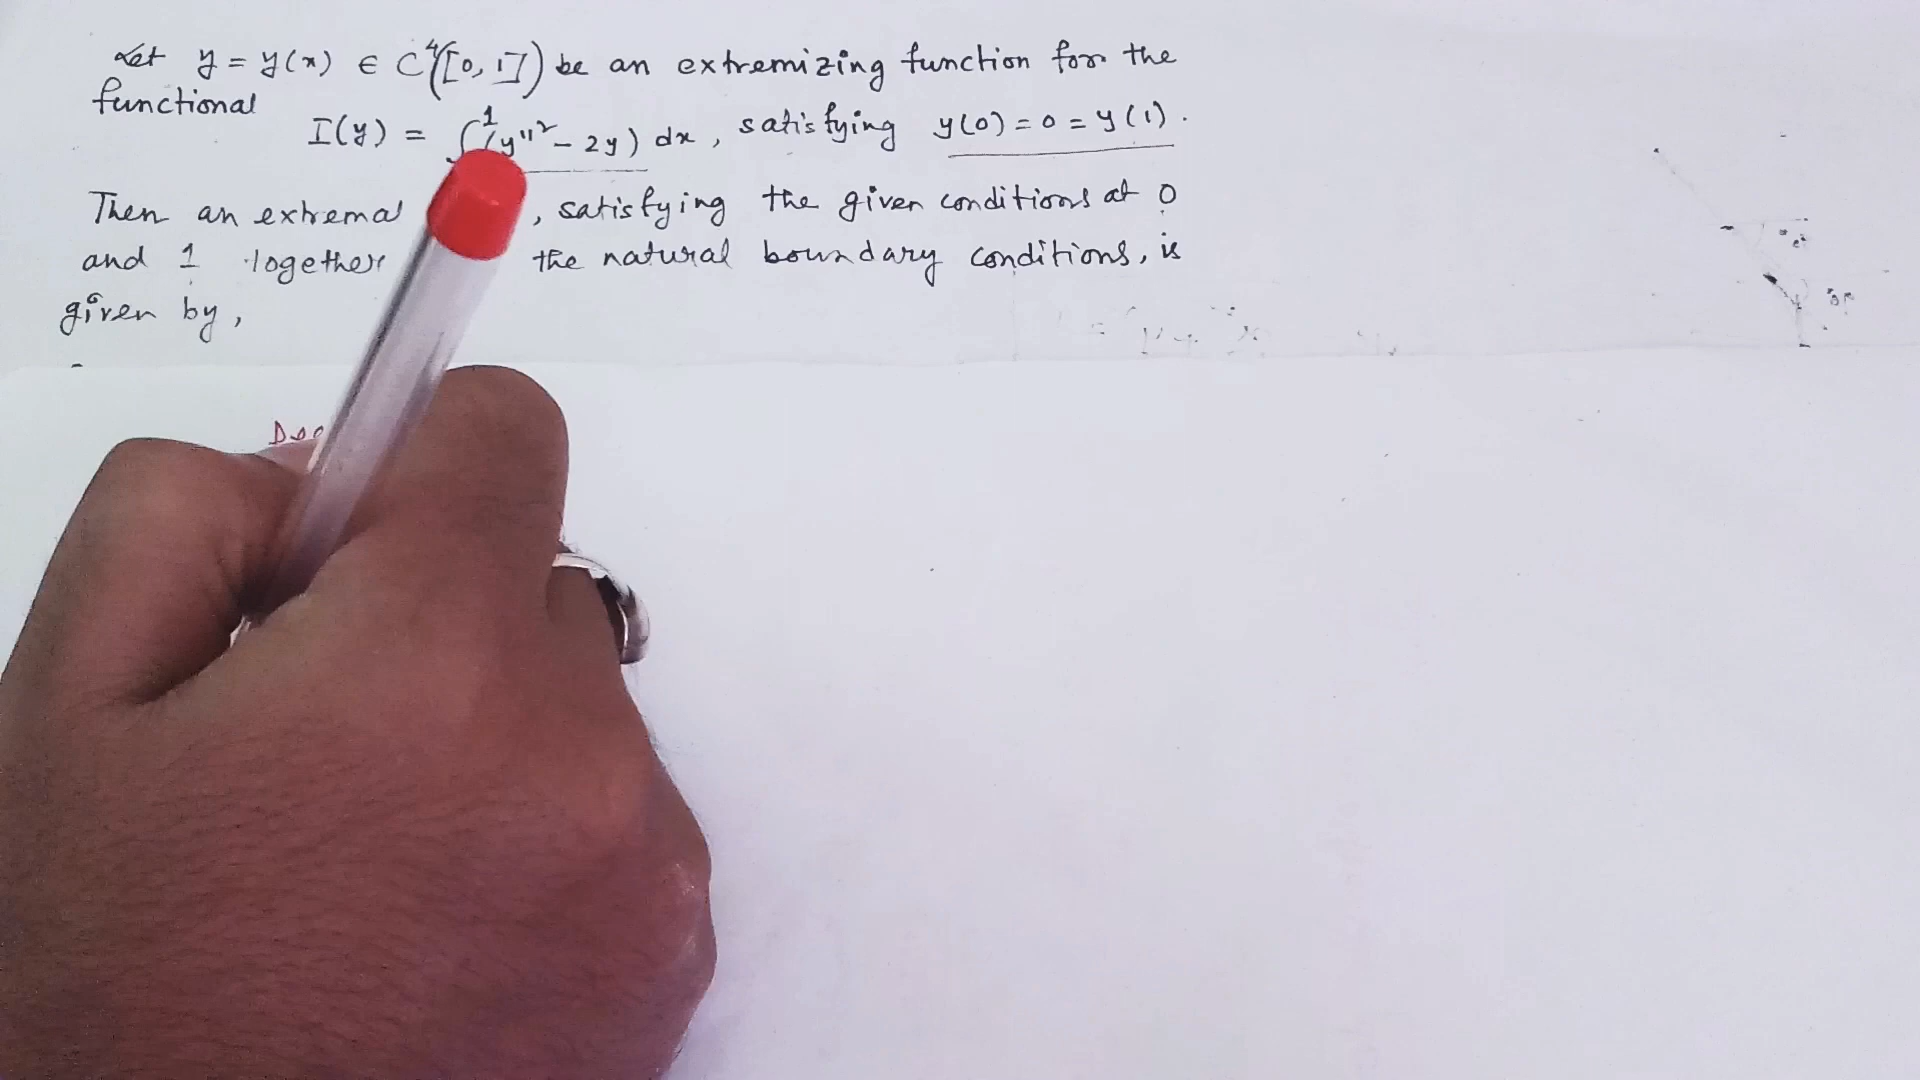 Let y = y(x) ∈ C⁴([0, 1]) be an extremizing function for the
functional
I(y) = ∫¹(y''² - 2y) dx, satisfying y(0) = 0 = y(1).
Then an extremal , satisfying the given conditions at 0
and 1 together the natural boundary conditions, is
given by,